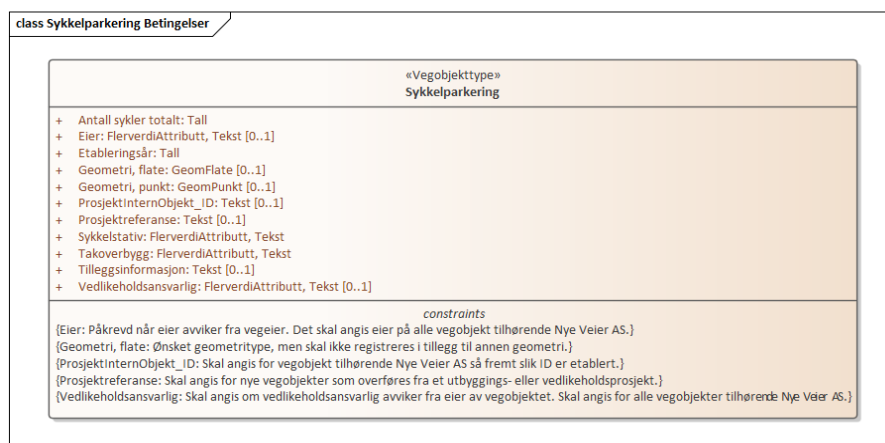 class Sykkelparkering Betingelser
«Vegobjekttype»
Sykkelparkering
+ Antall sykler totalt: Tall
+ Eier: FlerverdiAttributt, Tekst [0..1]
+ Etableringsår: Tall
+ Geometri, flate: GeomFlate [0..1]
+ Geometri, punkt: GeomPunkt [0..1]
+ ProsjektInternObjekt_ID: Tekst [0..1]
+ Prosjektreferanse: Tekst [0..1]
+ Sykkelstativ: FlerverdiAttributt, Tekst
+ Takoverbygg: FlerverdiAttributt, Tekst
+ Tilleggsinformasjon: Tekst [0..1]
+ Vedlikeholdsansvarlig: FlerverdiAttributt, Tekst [0..1]
constraints
{Eier: Påkrevd når eier avviker fra vegeier. Det skal angis eier på alle vegobjekt tilhørende Nye Veier AS.}
{Geometri, flate: Ønsket geometritype, men skal ikke registreres i tillegg til annen geometri.}
{ProsjektInternObjekt_ID: Skal angis for vegobjekt tilhørende Nye Veier AS så fremt slik ID er etablert.}
{Prosjektreferanse: Skal angis for nye vegobjekter som overføres fra et utbyggings- eller vedlikeholdsprosjekt.}
{Vedlikeholdsansvarlig: Skal angis om vedlikeholdsansvarlig avviker fra eier av vegobjektet. Skal angis for alle vegobjekter tilhørende Nye Veier AS.}